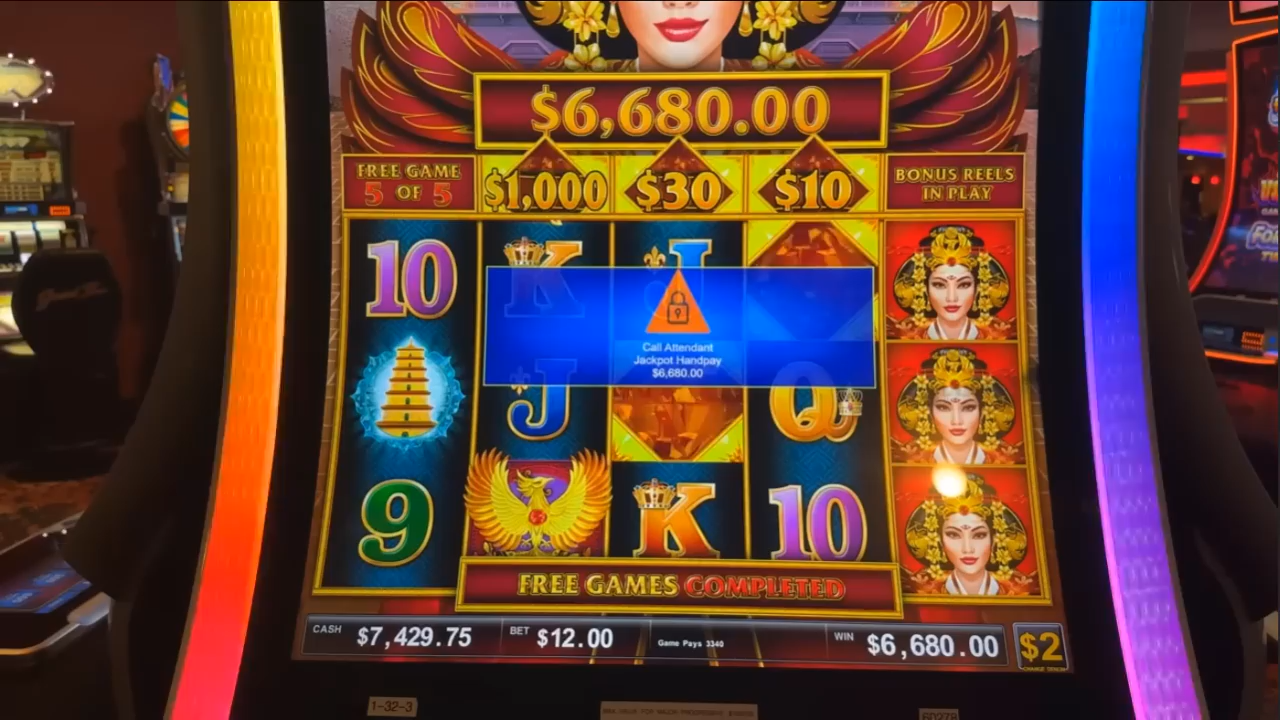 $6,680.00
FREE GAME
5 OF 5
$1,000
$30
$10
BONUS REELS
IN PLAY
10
K
J
Call Attendant
Jackpot Handpay
$6,680.00
J
Q
9
K
10
FREE GAMES COMPLETED
CASH $7,429.75
BET $12.00
Game Pays 3340
WIN $6,680.00
$2
1-32-3